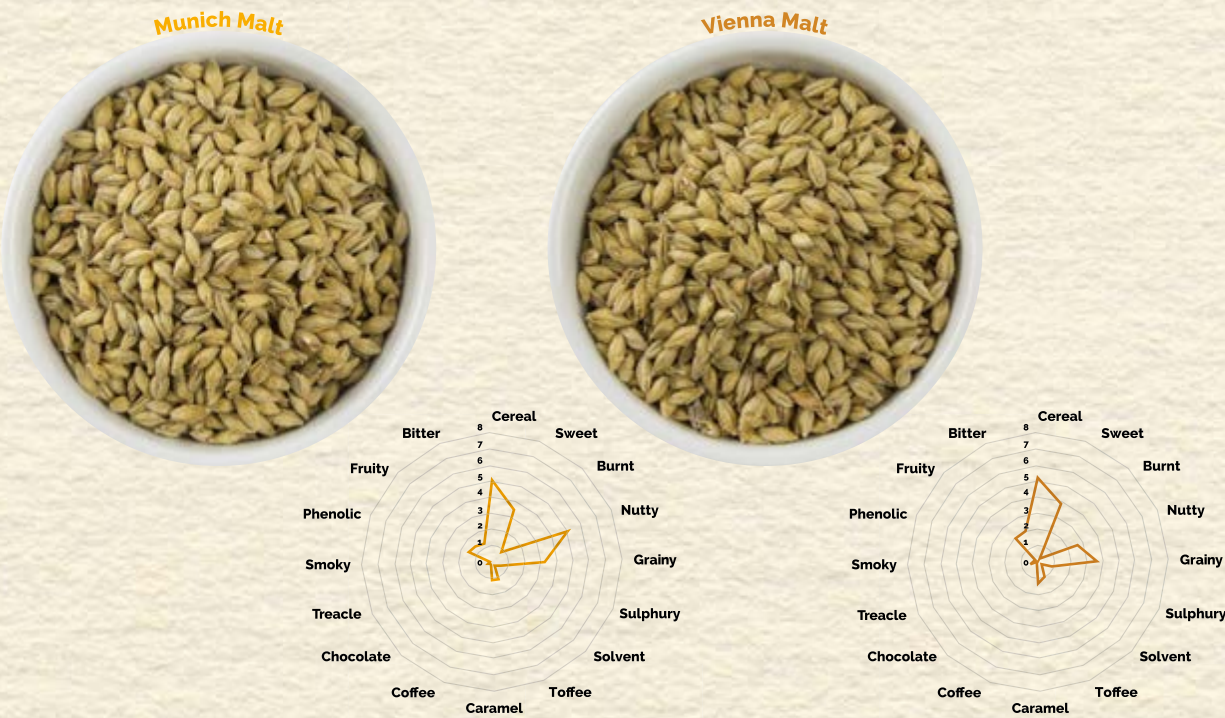 Munich Malt
Vienna Malt
Cereal
Sweet
Burnt
Nutty
Grainy
Sulphury
Solvent
Toffee
Caramel
Coffee
Chocolate
Treacle
Smoky
Phenolic
Fruity
Bitter
8
7
6
5
4
3
2
1
0
Cereal
Sweet
Burnt
Nutty
Grainy
Sulphury
Solvent
Toffee
Caramel
Coffee
Chocolate
Treacle
Smoky
Phenolic
Fruity
Bitter
8
7
6
5
4
3
2
1
0